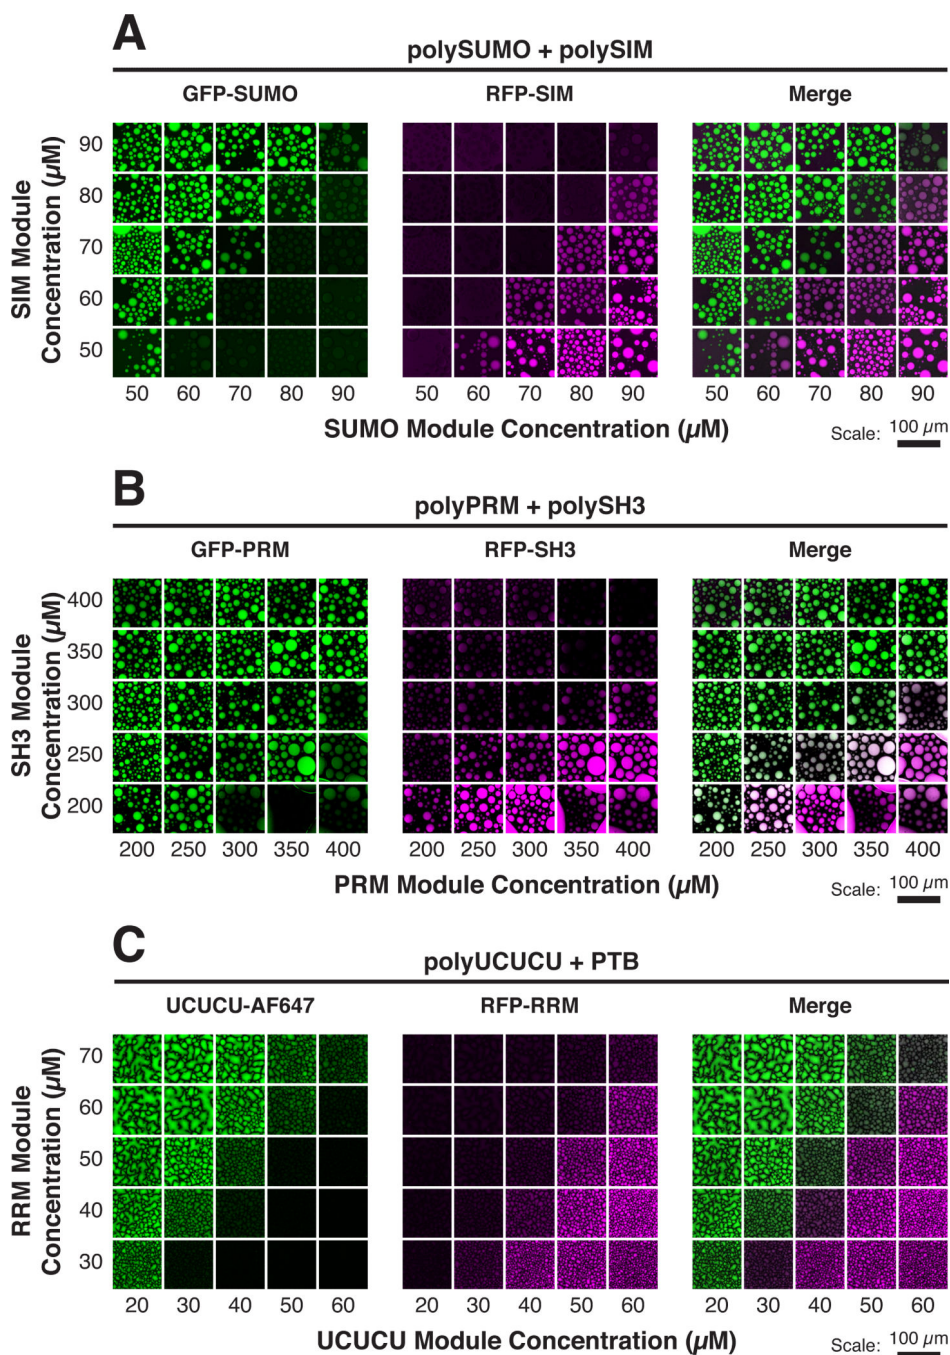 A
polySUMO + polySIM
GFP-SUMO RFP-SIM Merge
SIM Module
Concentration (µM)
90
80
70
60
50
50 60 70 80 90 50 60 70 80 90 50 60 70 80 90
SUMO Module Concentration (µM)
Scale: 100 µm
B
polyPRM + polySH3
GFP-PRM RFP-SH3 Merge
SH3 Module
Concentration (µM)
400
350
300
250
200
200 250 300 350 400 200 250 300 350 400 200 250 300 350 400
PRM Module Concentration (µM)
Scale: 100 µm
C
polyUCUCU + PTB
UCUCU-AF647 RFP-RRM Merge
RRM Module
Concentration (µM)
70
60
50
40
30
20 30 40 50 60 20 30 40 50 60 20 30 40 50 60
UCUCU Module Concentration (µM)
Scale: 100 µm